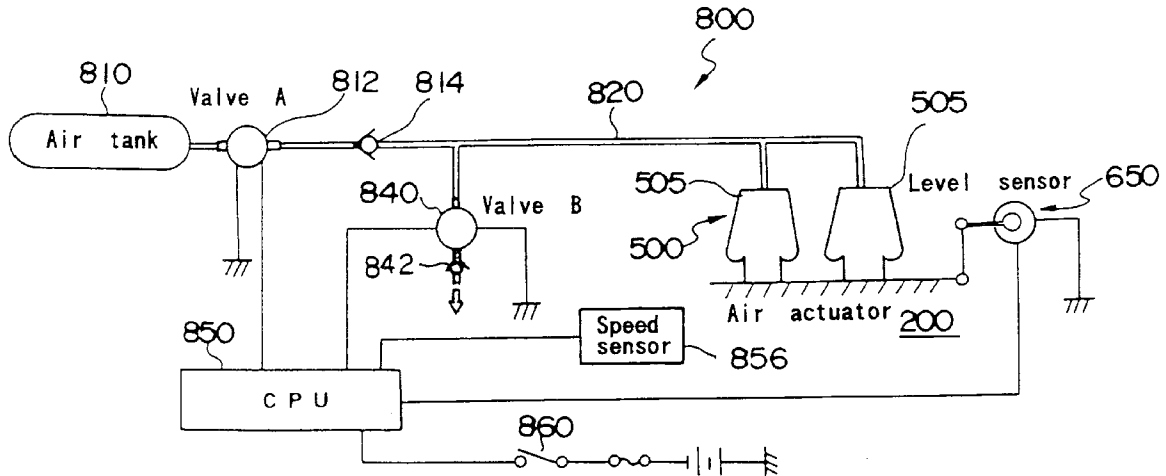 800
810
Valve A
812
814
820
505
Air tank
505
Level sensor
650
840
Valve B
500
842
Air actuator
200
850
Speed
sensor
856
CPU
860